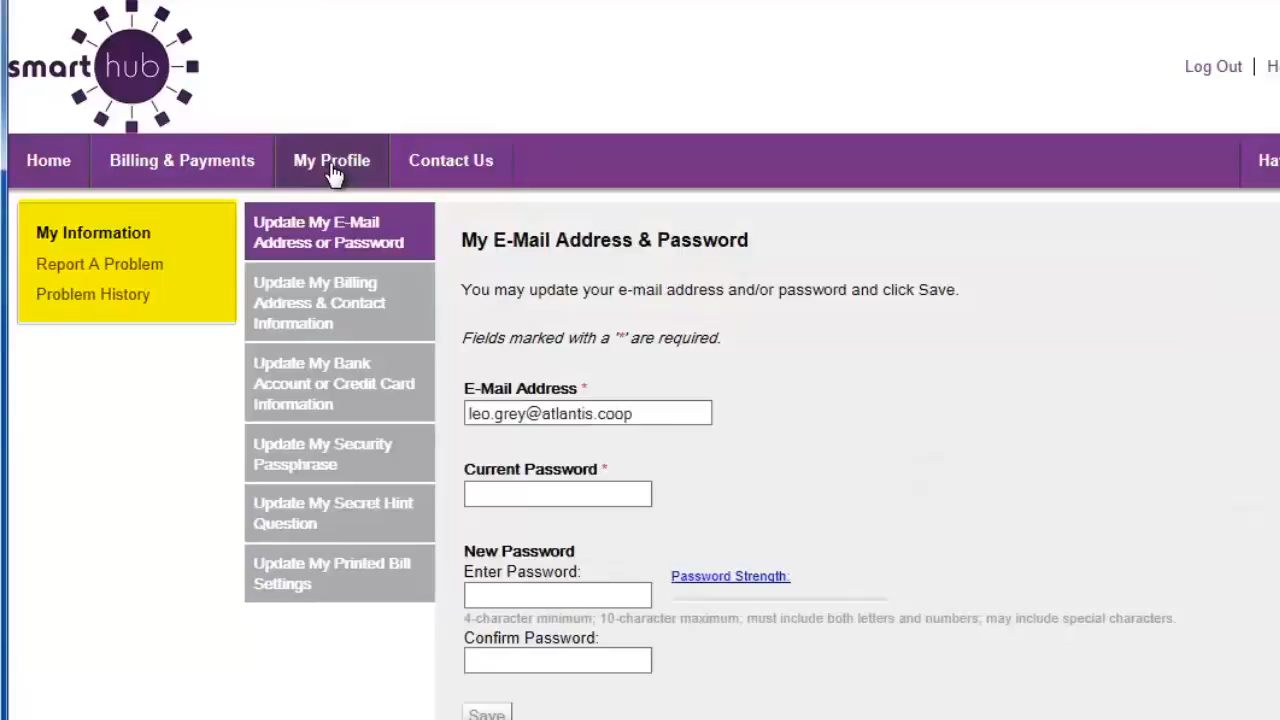 smart hub
Log Out
Home
Billing & Payments
My Profile
Contact Us
My Information
Report A Problem
Problem History
Update My E-Mail
Address or Password
Update My Billing
Address & Contact
Information
Update My Bank
Account or Credit Card
Information
Update My Security
Passphrase
Update My Secret Hint
Question
Update My Printed Bill
Settings
My E-Mail Address & Password
You may update your e-mail address and/or password and click Save.
Fields marked with a '*' are required.
E-Mail Address *
leo.grey@atlantis.coop
Current Password *
New Password
Enter Password:
Password Strength:
4-character minimum; 10-character maximum; must include both letters and numbers; may include special characters.
Confirm Password:
Save